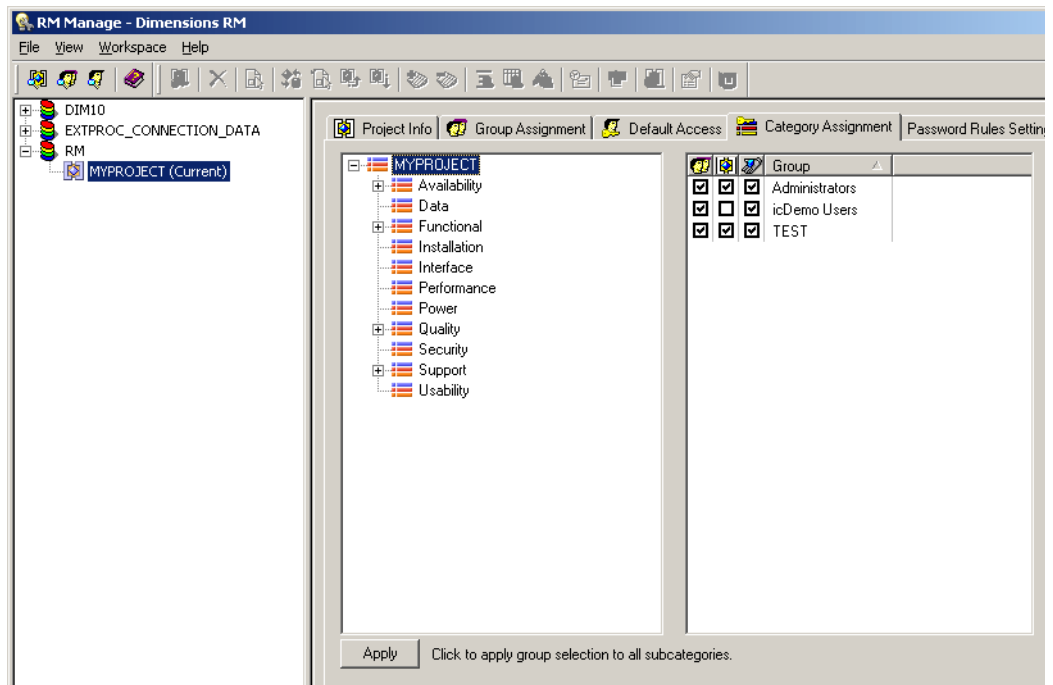 RM Manage - Dimensions RM
File View Workspace Help
DIM10
EXTPROC_CONNECTION_DATA
RM
MYPROJECT (Current)
Project Info Group Assignment Default Access Category Assignment Password Rules Setting
MYPROJECT
Availability
Data
Functional
Installation
Interface
Performance
Power
Quality
Security
Support
Usability
Group
Administrators
icDemo Users
TEST
Apply Click to apply group selection to all subcategories.